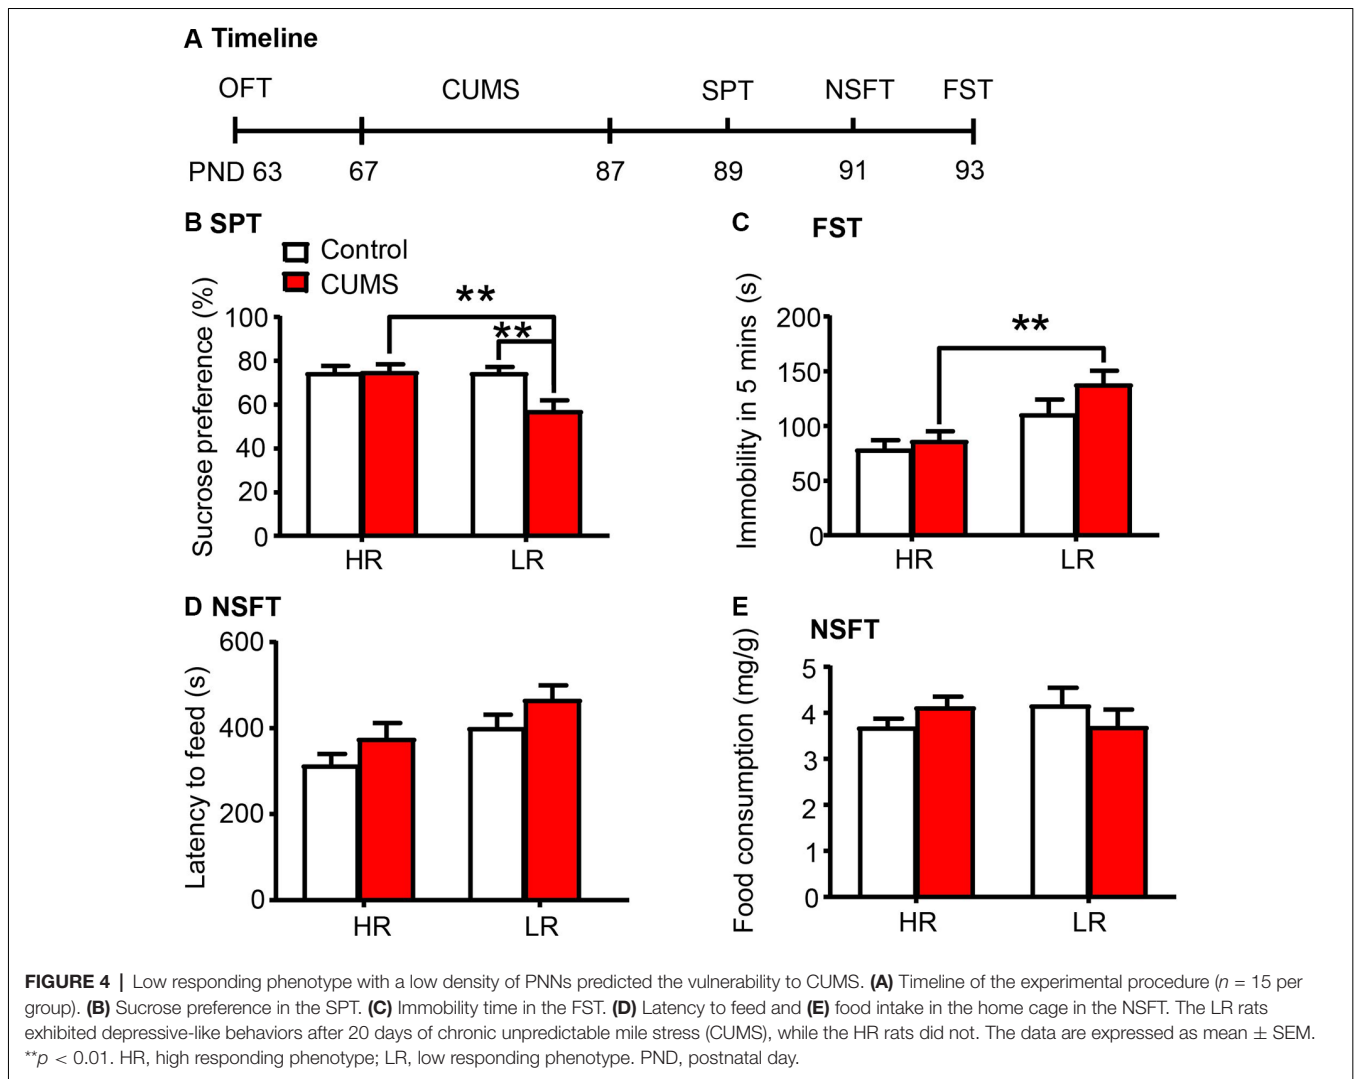 A Timeline
OFT CUMS SPT NSFT FST
PND 63 67 87 89 91 93
B SPT
Control
CUMS
Sucrose preference (%)
100
80
60
40
20
0
**
**
HR LR
C FST
Immobility in 5 mins (s)
200
150
100
50
0
**
HR LR
D NSFT
Latency to feed (s)
600
400
200
0
HR LR
E NSFT
Food consumption (mg/g)
5
4
3
2
1
0
HR LR
FIGURE 4 | Low responding phenotype with a low density of PNNs predicted the vulnerability to CUMS. (A) Timeline of the experimental procedure (n = 15 per
group). (B) Sucrose preference in the SPT. (C) Immobility time in the FST. (D) Latency to feed and (E) food intake in the home cage in the NSFT. The LR rats
exhibited depressive-like behaviors after 20 days of chronic unpredictable mile stress (CUMS), while the HR rats did not. The data are expressed as mean ± SEM.
**p < 0.01. HR, high responding phenotype; LR, low responding phenotype. PND, postnatal day.